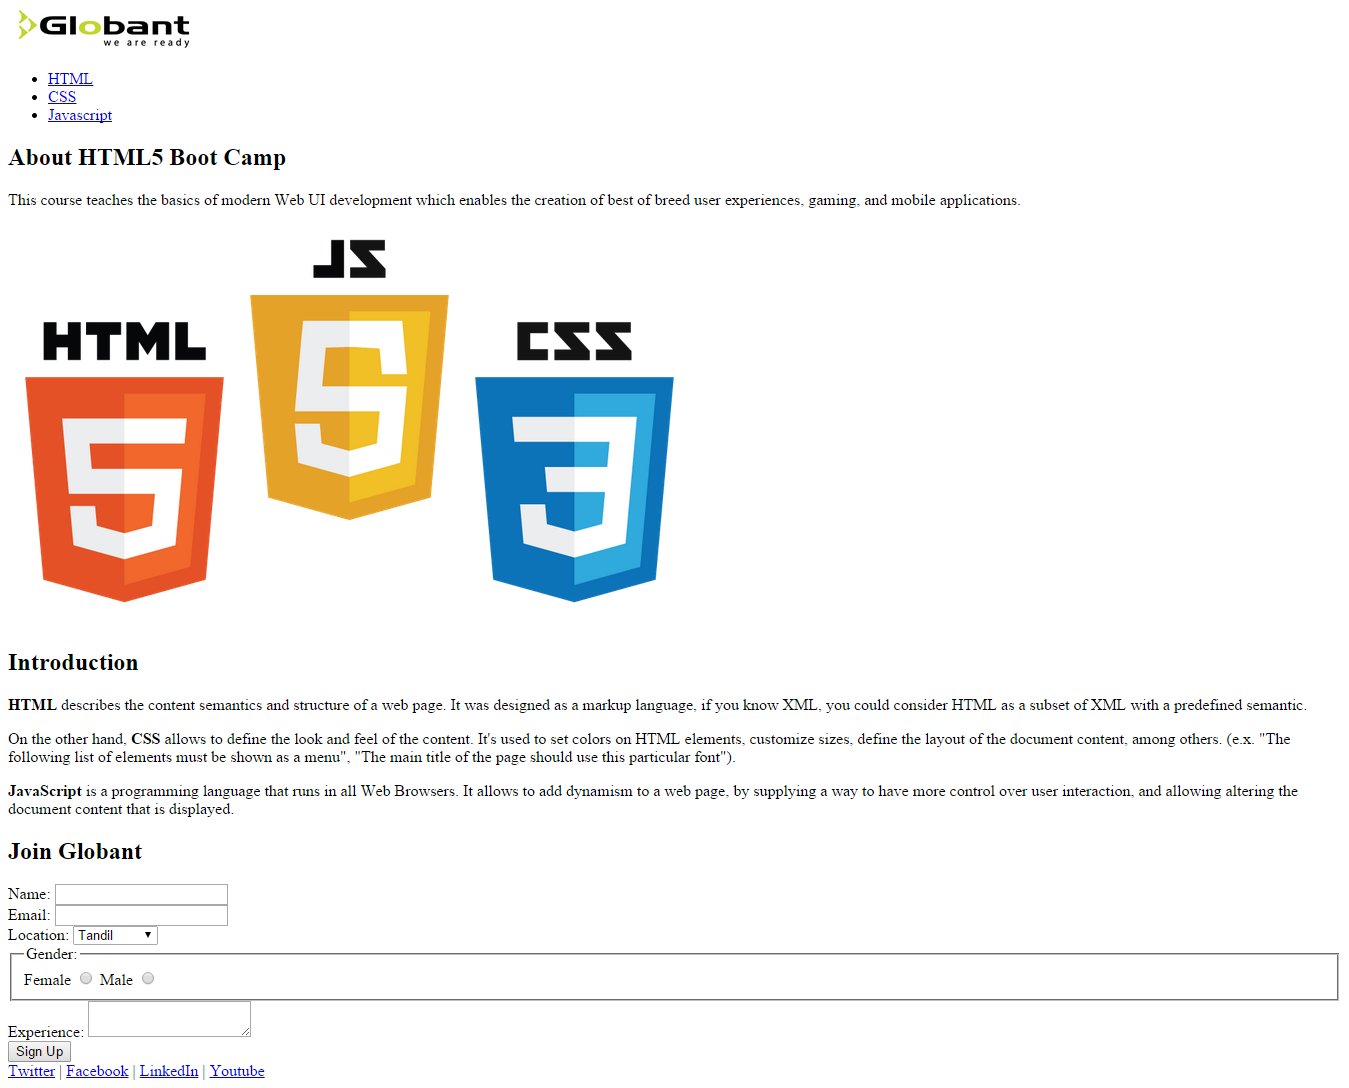 Globant
we are ready
HTML
CSS
Javascript
About HTML5 Boot Camp
This course teaches the basics of modern Web UI development which enables the creation of best of breed user experiences, gaming, and mobile applications.
JS
HTML
CSS
5
5
3
Introduction
HTML describes the content semantics and structure of a web page. It was designed as a markup language, if you know XML, you could consider HTML as a subset of XML with a predefined semantic.
On the other hand, CSS allows to define the look and feel of the content. It's used to set colors on HTML elements, customize sizes, define the layout of the document content, among others. (e.x. "The
following list of elements must be shown as a menu", "The main title of the page should use this particular font").
JavaScript is a programming language that runs in all Web Browsers. It allows to add dynamism to a web page, by supplying a way to have more control over user interaction, and allowing altering the
document content that is displayed.
Join Globant
Name:
Email:
Location: Tandil
Gender:
Female Male
Experience:
Sign Up
Twitter | Facebook | LinkedIn | Youtube